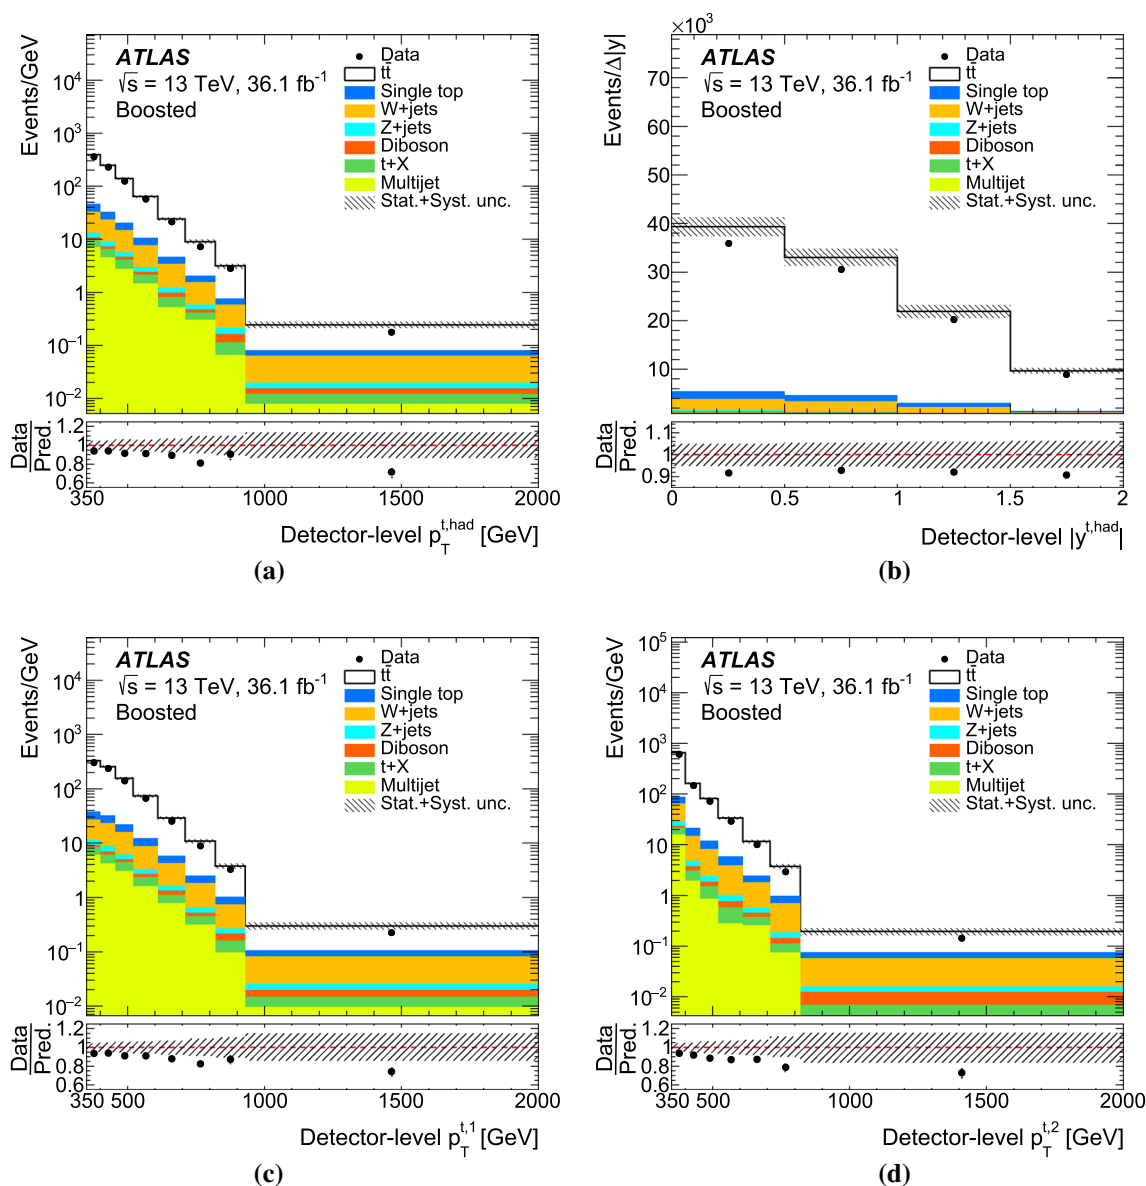 Events/GeV
10⁴
10³
10²
10
1
10⁻¹
10⁻²
ATLAS
√s = 13 TeV, 36.1 fb⁻¹
Boosted
Data
tt̄
Single top
W+jets
Z+jets
Diboson
t+X
Multijet
Stat.+Syst. unc.
Data
Pred.
1.2
1
0.8
0.6
350 500 1000 1500 2000
Detector-level p_T^{t,had} [GeV]
(a)
Events/Δ|y|
×10³
70
60
50
40
30
20
10
ATLAS
√s = 13 TeV, 36.1 fb⁻¹
Boosted
Data
tt̄
Single top
W+jets
Z+jets
Diboson
t+X
Multijet
Stat.+Syst. unc.
Data
Pred.
1.1
1
0.9
0 0.5 1 1.5 2
Detector-level |y^{t,had}|
(b)
Events/GeV
10⁴
10³
10²
10
1
10⁻¹
10⁻²
ATLAS
√s = 13 TeV, 36.1 fb⁻¹
Boosted
Data
tt̄
Single top
W+jets
Z+jets
Diboson
t+X
Multijet
Stat.+Syst. unc.
Data
Pred.
1.2
1
0.8
0.6
350 500 1000 1500 2000
Detector-level p_T^{t,1} [GeV]
(c)
Events/GeV
10⁵
10⁴
10³
10²
10
1
10⁻¹
10⁻²
ATLAS
√s = 13 TeV, 36.1 fb⁻¹
Boosted
Data
tt̄
Single top
W+jets
Z+jets
Diboson
t+X
Multijet
Stat.+Syst. unc.
Data
Pred.
1.2
1
0.8
0.6
350 500 1000 1500 2000
Detector-level p_T^{t,2} [GeV]
(d)